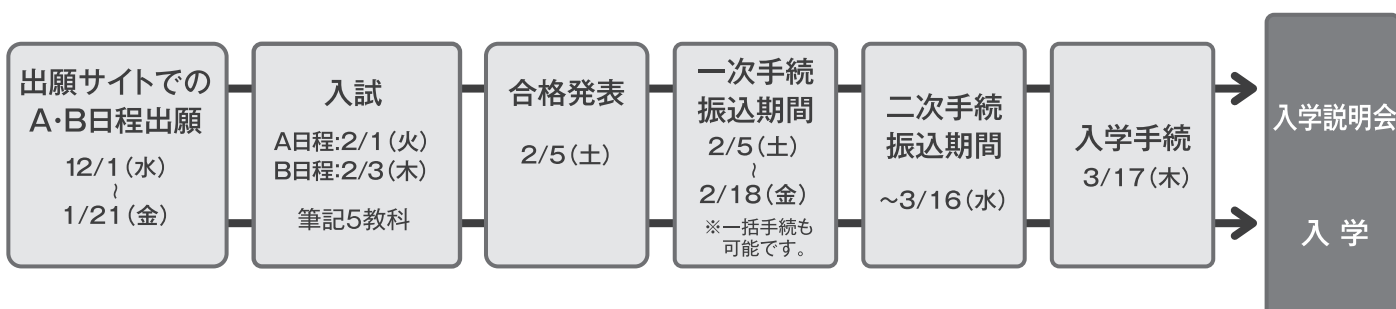 出願サイトでの
A・B日程出願
12/1（水）
～
1/21（金）
入試
A日程:2/1（火）
B日程:2/3（木）
筆記5教科
合格発表
2/5（土）
一次手続
振込期間
2/5（土）
～
2/18（金）
※一括手続も
可能です。
二次手続
振込期間
～3/16（水）
入学手続
3/17（木）
入学説明会
入 学